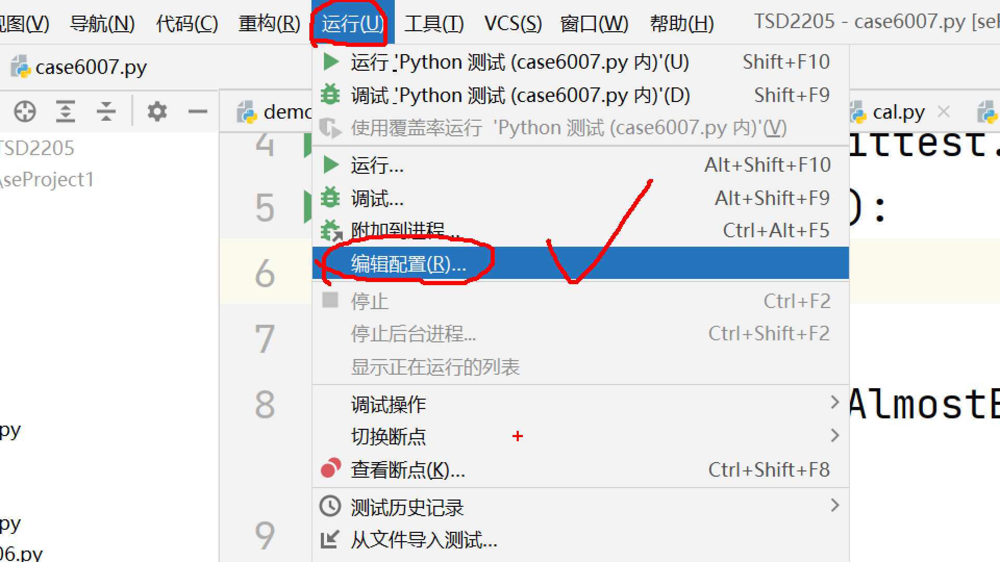 视图(V) 导航(N) 代码(C) 重构(R) 运行(U) 工具(T) VCS(S) 窗口(W) 帮助(H) TSD2205 - case6007.py [seP
case6007.py
运行 'Python 测试 (case6007.py 内)'(U) Shift+F10
调试 'Python 测试 (case6007.py 内)'(D) Shift+F9
demo
cal.py
使用覆盖率运行 'Python 测试 (case6007.py 内)'(V)
TSD2205
4
ittest.
\seProject1
运行... Alt+Shift+F10
调试... Alt+Shift+F9
5
):
附加到进程... Ctrl+Alt+F5
编辑配置(R)...
6
停止 Ctrl+F2
停止后台进程... Ctrl+Shift+F2
7
显示正在运行的列表
调试操作
8
AlmostE
py
切换断点
查看断点(K)... Ctrl+Shift+F8
测试历史记录
py
9
从文件导入测试...
06.py